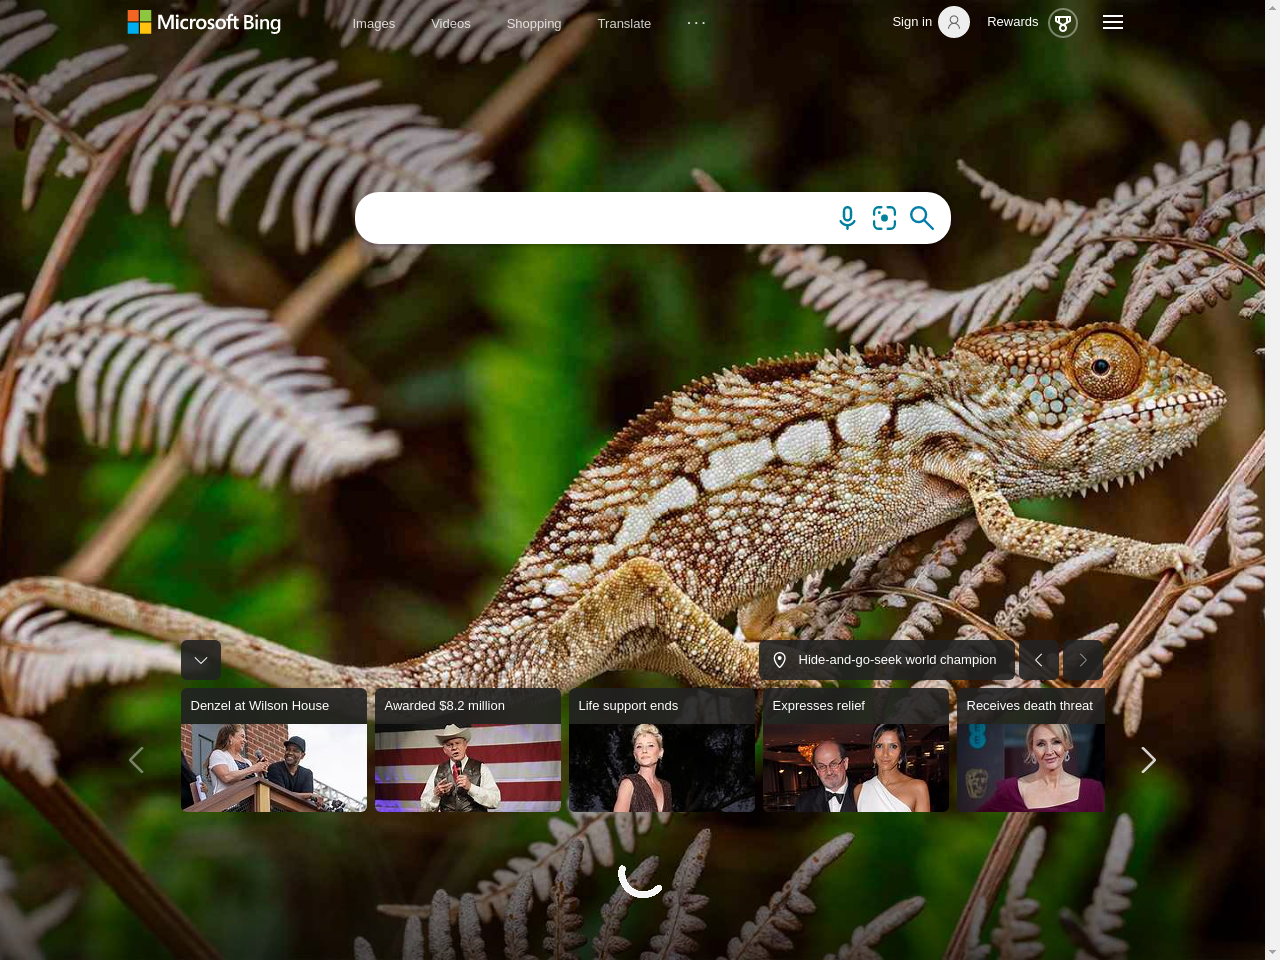 Microsoft Bing
Images
Videos
Shopping
Translate
Sign in
Rewards
Hide-and-go-seek world champion
Denzel at Wilson House
Awarded $8.2 million
Life support ends
Expresses relief
Receives death threat